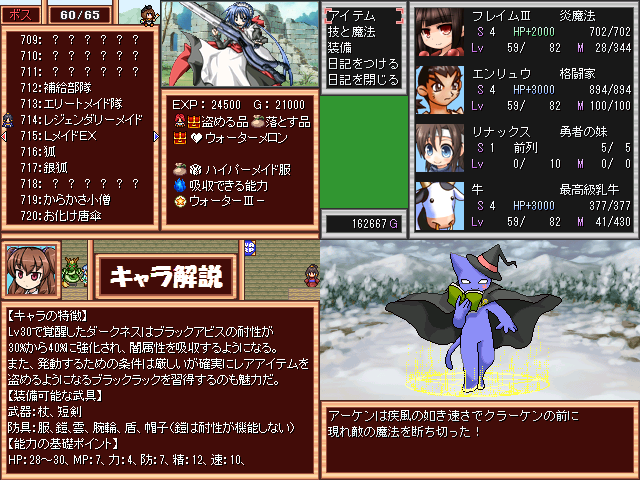 ボス 60/65
709: ? ? ? ? ? ?
710: ? ? ? ? ? ?
711: ? ? ? ? ? ?
712: 補給部隊
713: エリートメイド隊
714: レジェンダリーメイド
715: LメイドEX
716: 狐
717: 銀狐
718: ? ? ? ? ? ?
719: からかさ小僧
720: お化け唐傘
EXP: 24500 G: 21000
盗める品 落とす品
ウォーターメロン
ハイパーメイド服
吸収できる能力
ウォーターⅢ－
アイテム
技と魔法
装備
日記をつける
日記を閉じる
162667G
フレイムⅢ 炎魔法
S 4 HP+2000 702/702
Lv 59/ 82 M 28/344
エンリュウ 格闘家
S 4 HP+3000 894/894
Lv 59/ 82 M 100/100
リナックス 勇者の妹
S 1 前列 5/ 5
Lv 0/ 10 M 0/ 0
牛 最高級乳牛
S 4 HP+3000 377/377
Lv 59/ 82 M 41/430
キャラ解説
【キャラの特徴】
Lv30で覚醒したダークネスはブラックアビスの耐性が
30%から40%に強化され、闇属性を吸収するようになる。
また、発動するための条件は厳しいが確実にレアアイテムを
盗めるようになるブラックラックを習得するのも魅力だ。
【装備可能な武具】
武器:杖、短剣
防具:服、鎧、雲、腕輪、盾、帽子(鎧は耐性が機能しない)
【能力の基礎ポイント】
HP:28～30、MP:7、力:4、防:7、精:12、速:10、
アーケンは疾風の如き速さでクラーケンの前に
現れ敵の魔法を断ち切った！